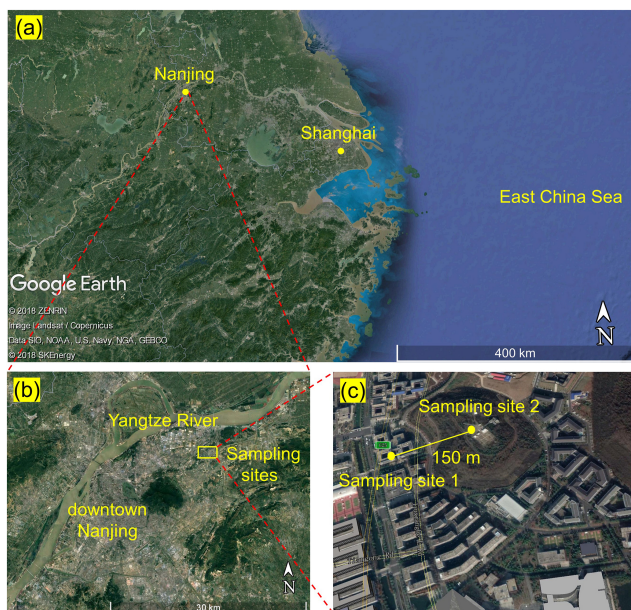 (a)
Nanjing
Shanghai
East China Sea
Google Earth
© 2018 ZENRIN
Image Landsat / Copernicus
Data SIO, NOAA, U.S. Navy, NGA, GEBCO
© 2018 SKEnergy
N
400 km
(b)
Yangtze River
Sampling
sites
downtown
Nanjing
N
30 km
(c)
Sampling site 2
150 m
Sampling site 1